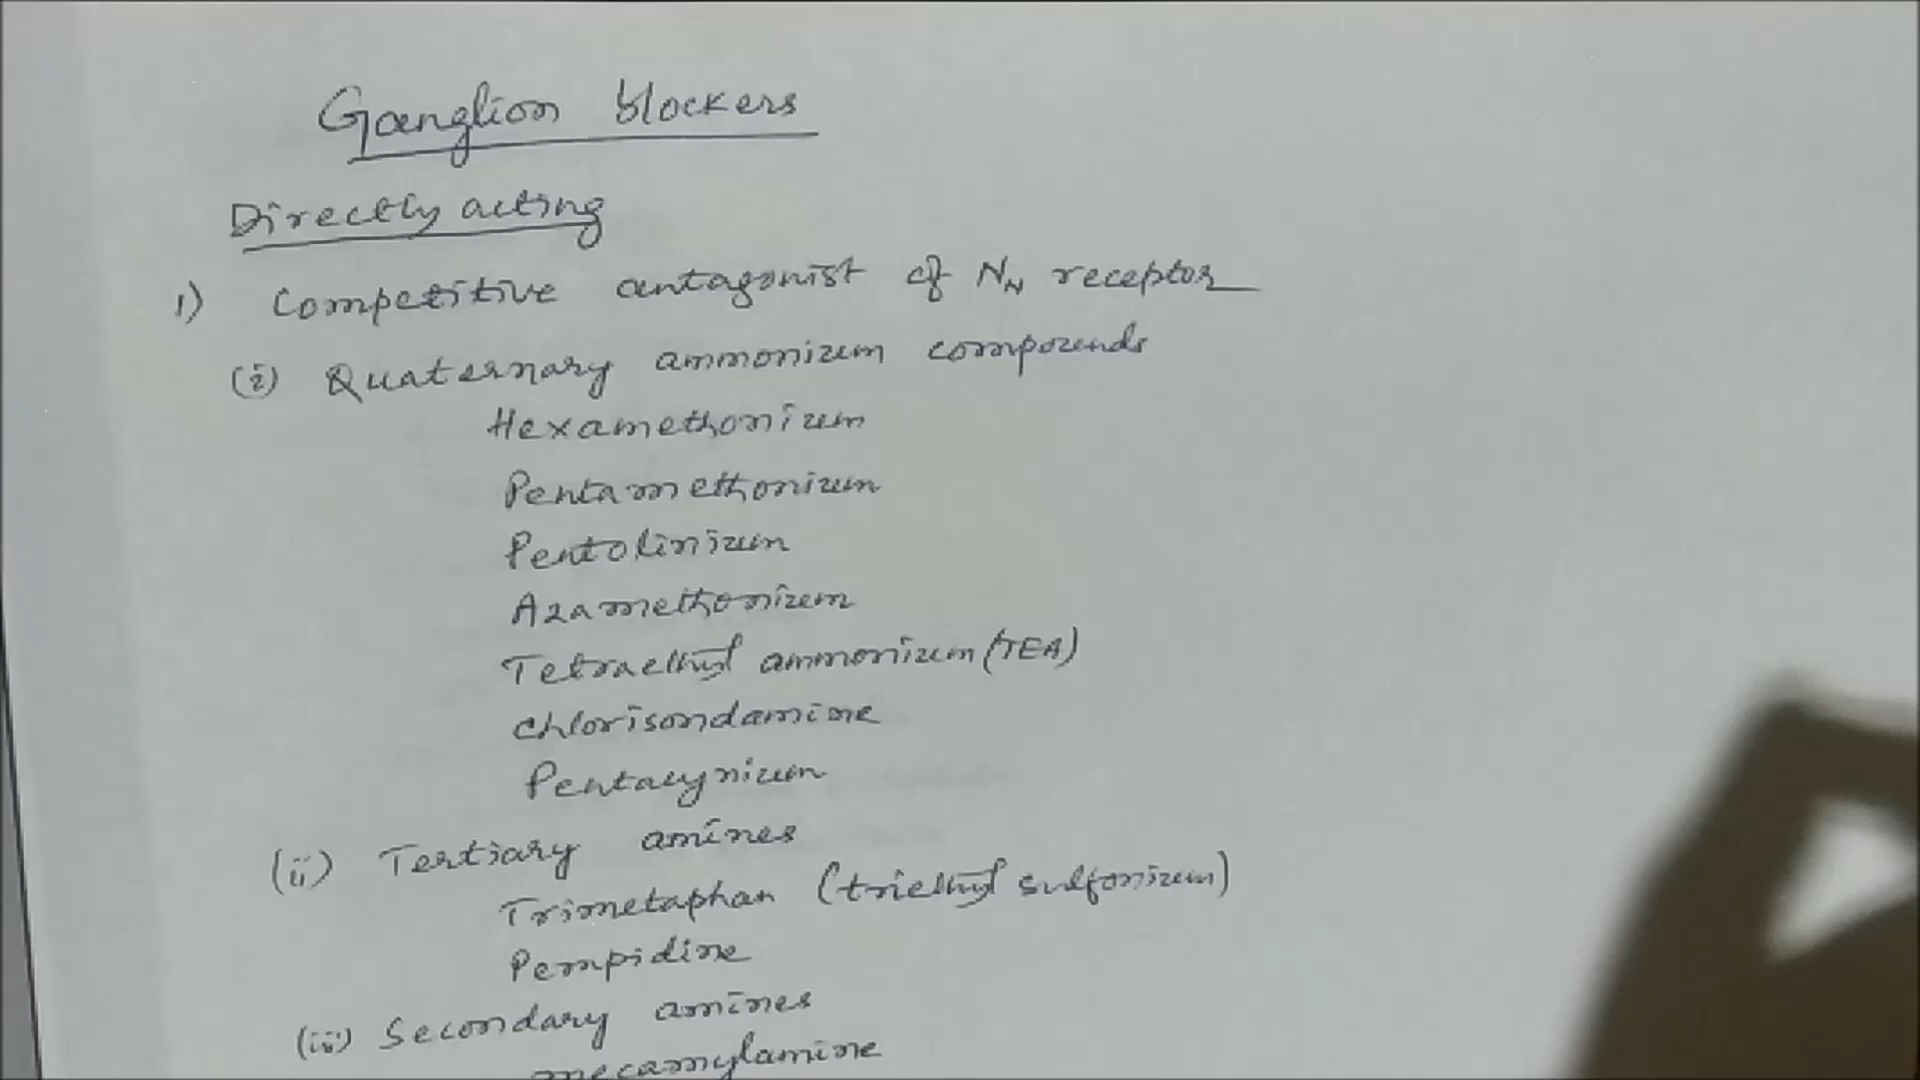 Ganglion blockers
Directly acting
1) Competitive antagonist of NN receptor
(i) Quaternary ammonium compounds
Hexamethonium
Pentamethonium
Pentolinium
Azamethonium
Tetraethyl ammonium (TEA)
Chlorisondamine
Pentacynium
(ii) Tertiary amines
Trimetaphan (triethyl sulfonium)
Pempidine
(iii) Secondary amines
mecamylamine